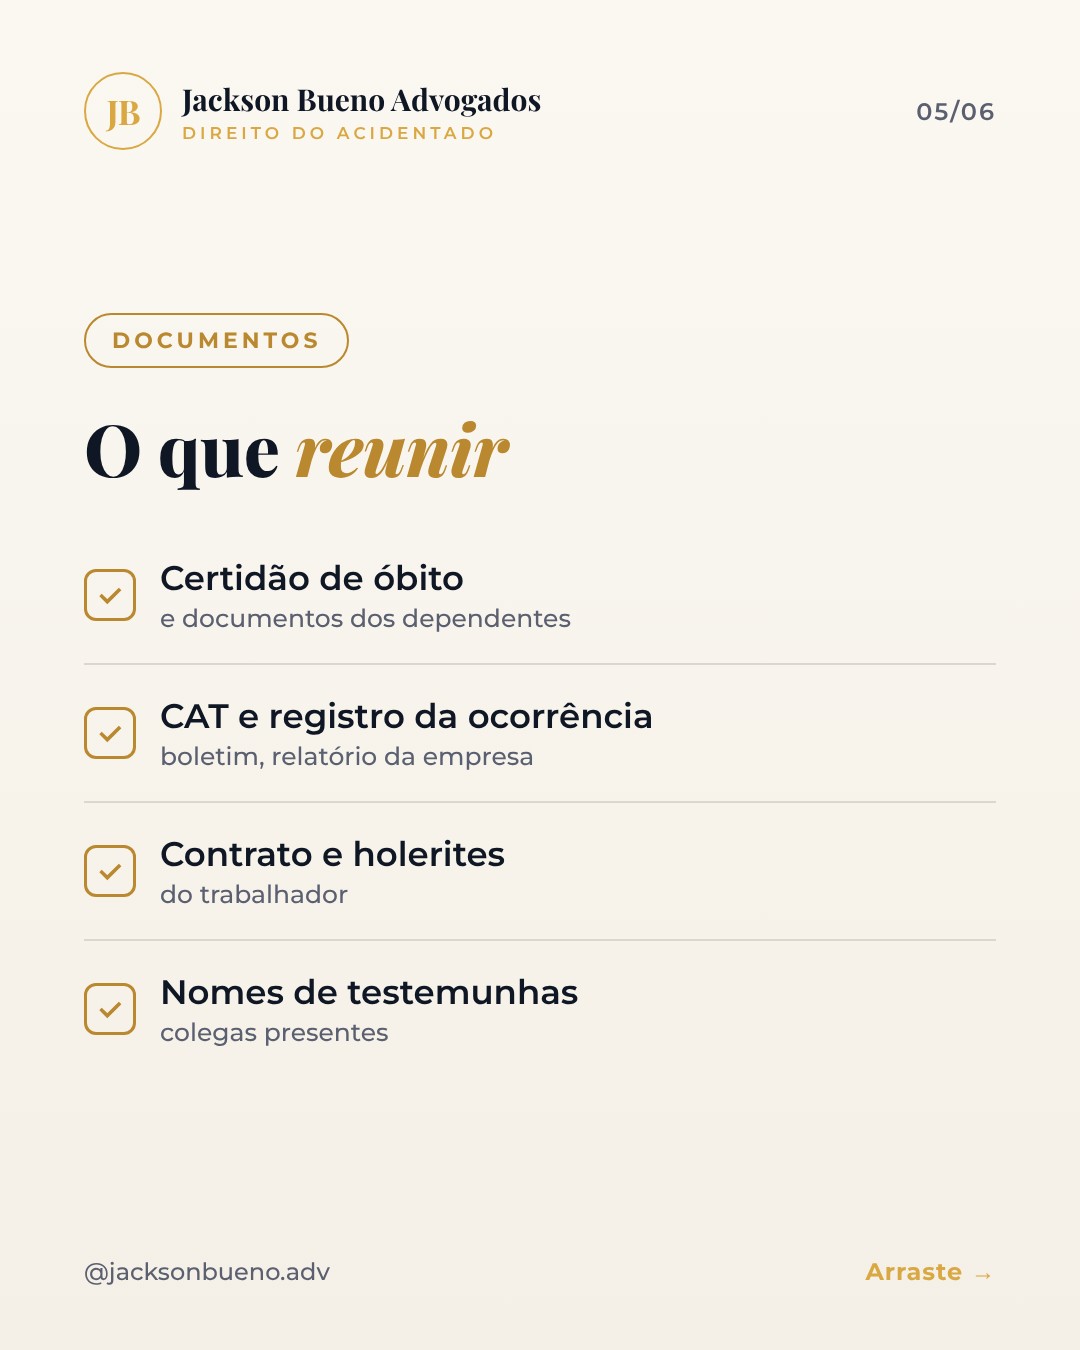 JB
Jackson Bueno Advogados
DIREITO DO ACIDENTADO
05/06
DOCUMENTOS
O que reunir
Certidão de óbito
e documentos dos dependentes
CAT e registro da ocorrência
boletim, relatório da empresa
Contrato e holerites
do trabalhador
Nomes de testemunhas
colegas presentes
@jacksonbueno.adv
Arraste →